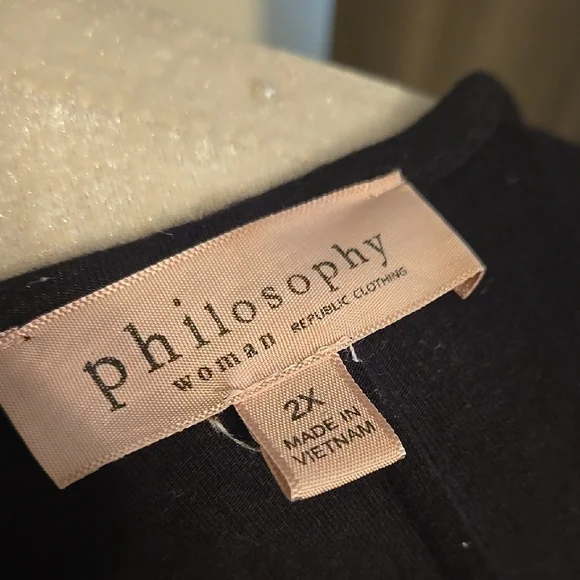 philosophy
woman REPUBLIC CLOTHING
2X
MADE IN
VIETNAM